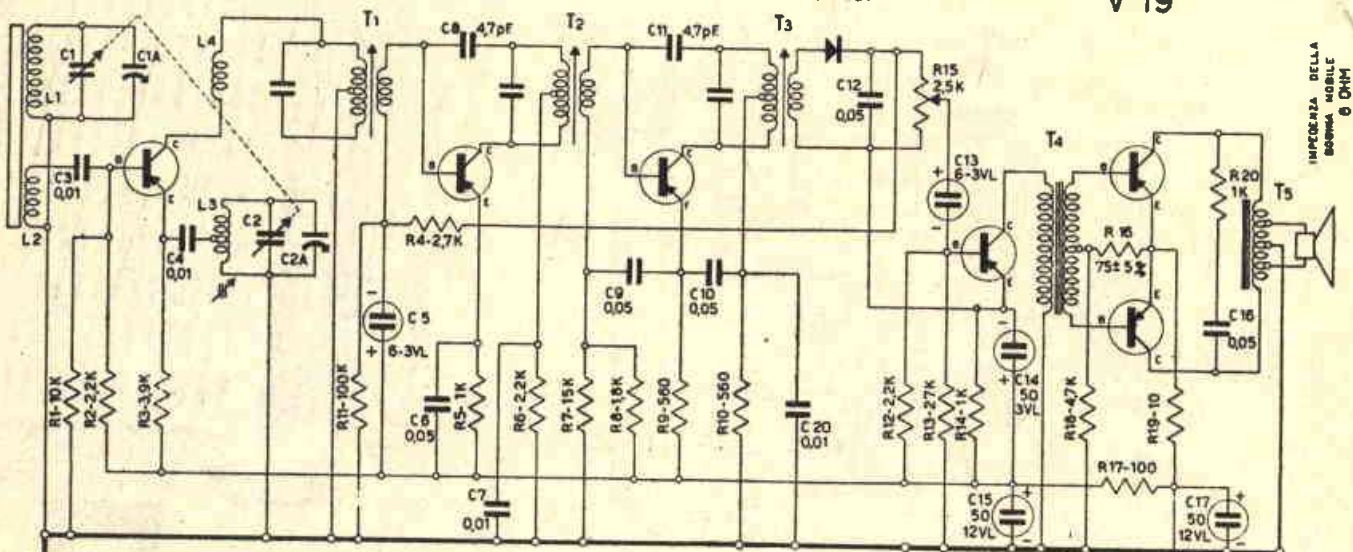 V 19
IMPEDENZA DELLA
BOBINA MOBILE
8 OHM
T1
T2
T3
T4
T5
C1
C1A
L1
L2
L4
C3
0,01
B
C
E
C4
0,01
L3
C2
C2A
R1-10K
R2-2,2K
R3-3,9K
C8
4,7pF
B
C
E
R4-2,7K
C 5
6-3VL
R11-100K
C6
0,05
R5-1K
C7
0,01
R6-2,2K
C11
4,7pF
B
C
C9
0,05
C10
0,05
R7-15K
R8-1,8K
R9-560
R10-560
C 20
0,01
C12
0,05
R15
2,5K
C13
6-3VL
B
C
E
R12-2,2K
R13-27K
R14-1K
C14
50
3VL
C15
50
12VL
B
C
E
R 16
75± 5%
B
E
C
R18-4,7K
R19-10
R17-100
R20
1K
C 16
0,05
C17
50
12VL